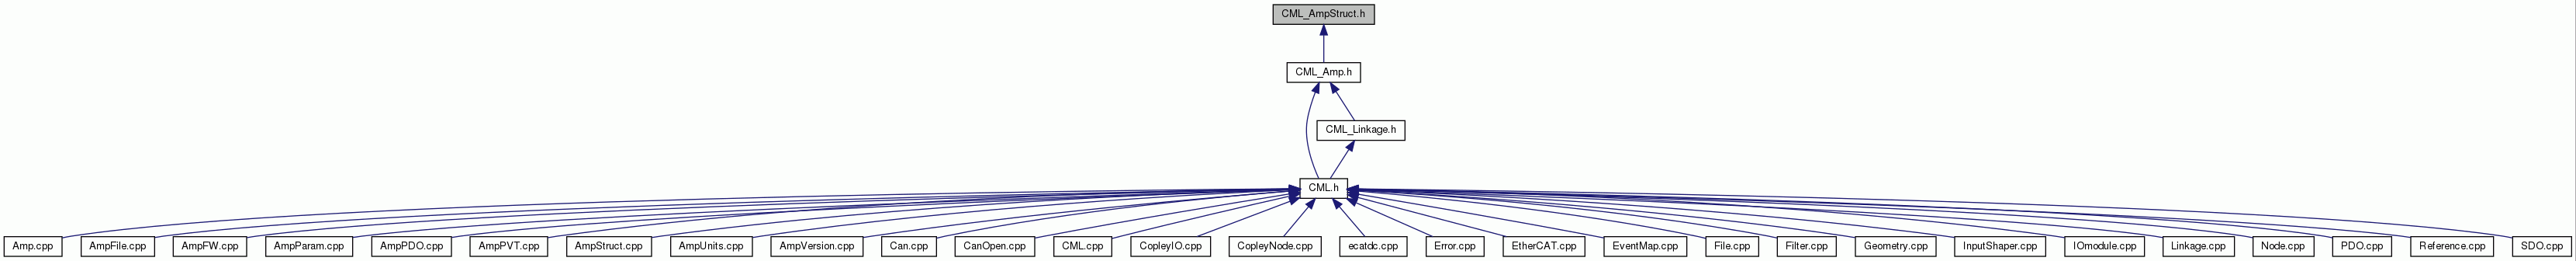 CML_AmpStruct.h
CML_Amp.h
CML_Linkage.h
CML.h
Amp.cpp
AmpFile.cpp
AmpFW.cpp
AmpParam.cpp
AmpPDO.cpp
AmpPVT.cpp
AmpStruct.cpp
AmpUnits.cpp
AmpVersion.cpp
Can.cpp
CanOpen.cpp
CML.cpp
CopleyIO.cpp
CopleyNode.cpp
ecatdc.cpp
Error.cpp
EtherCAT.cpp
EventMap.cpp
File.cpp
Filter.cpp
Geometry.cpp
InputShaper.cpp
IOmodule.cpp
Linkage.cpp
Node.cpp
PDO.cpp
Reference.cpp
SDO.cpp